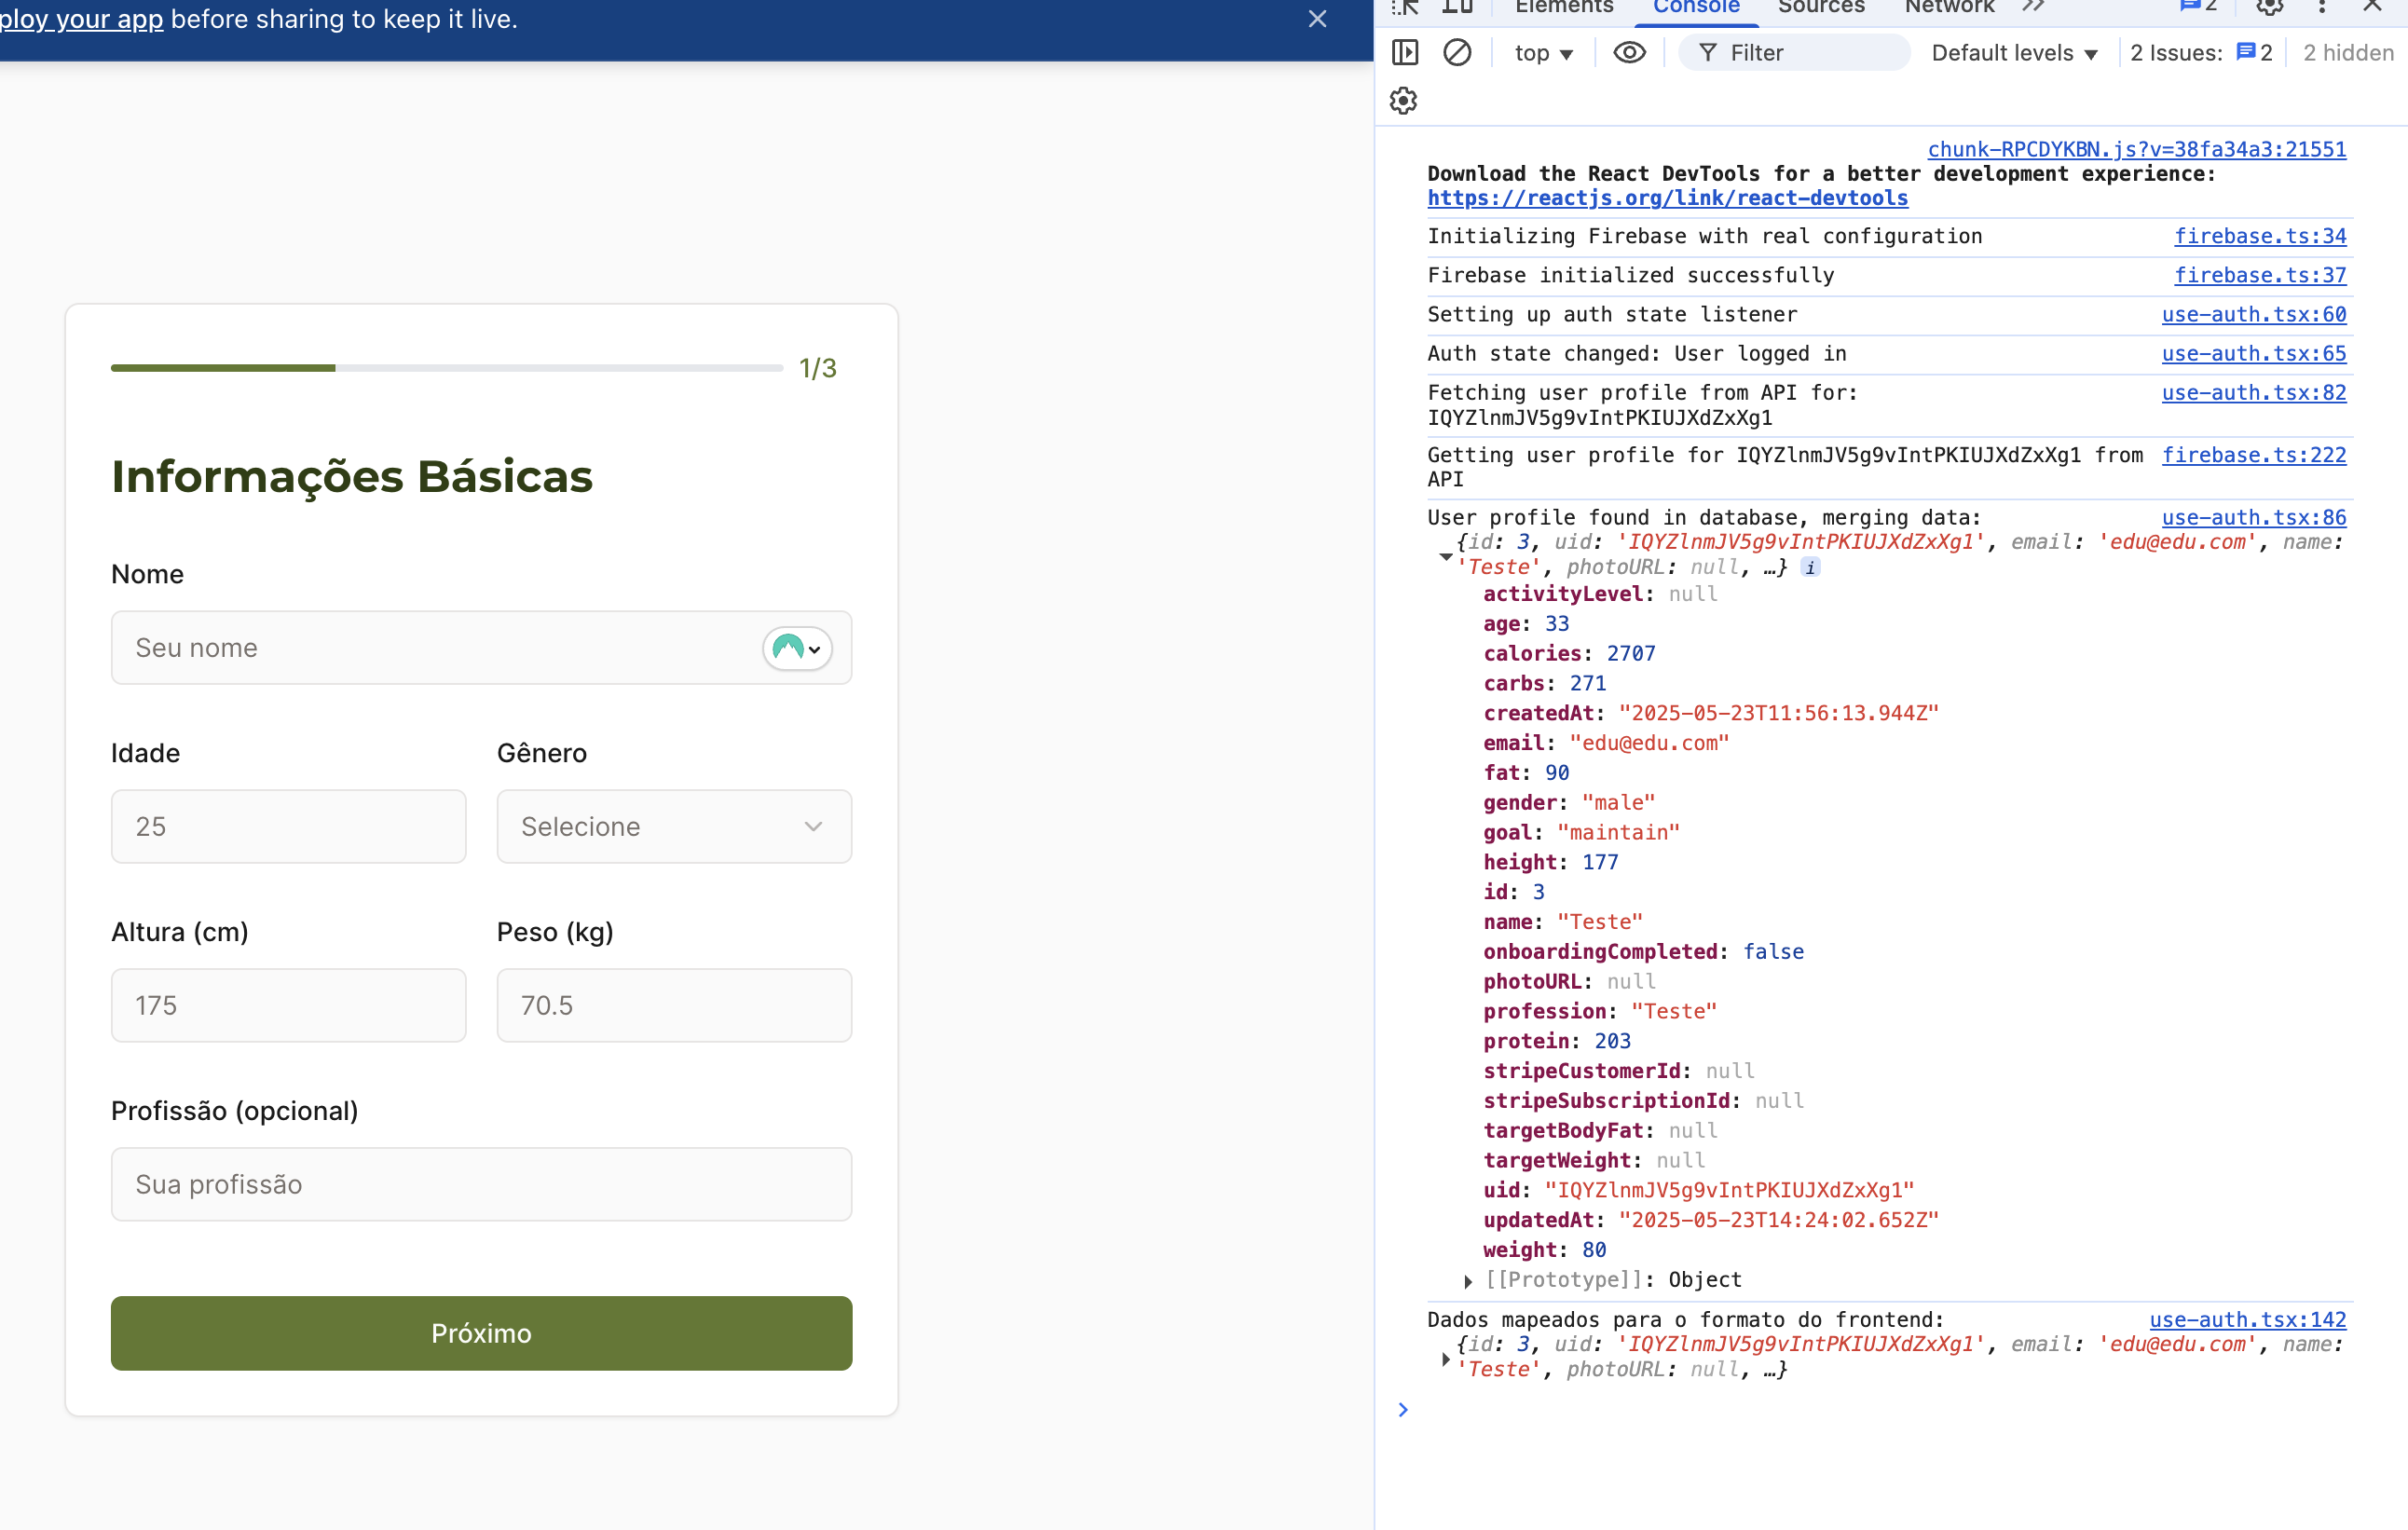 ploy your app before sharing to keep it live.
1/3
Informações Básicas
Nome
Seu nome
Idade
Gênero
25
Selecione
Altura (cm)
Peso (kg)
175
70.5
Profissão (opcional)
Sua profissão
Próximo
Elements Console Sources Network 2
top Filter Default levels 2 Issues: 2 2 hidden
chunk-RPCDYKBN.js?v=38fa34a3:21551
Download the React DevTools for a better development experience:
https://reactjs.org/link/react-devtools
Initializing Firebase with real configuration firebase.ts:34
Firebase initialized successfully firebase.ts:37
Setting up auth state listener use-auth.tsx:60
Auth state changed: User logged in use-auth.tsx:65
Fetching user profile from API for: use-auth.tsx:82
IQYZlnmJV5g9vIntPKIUJXdZxXg1
Getting user profile for IQYZlnmJV5g9vIntPKIUJXdZxXg1 from firebase.ts:222
API
User profile found in database, merging data: use-auth.tsx:86
{id: 3, uid: 'IQYZlnmJV5g9vIntPKIUJXdZxXg1', email: 'edu@edu.com', name:
'Teste', photoURL: null, …} i
activityLevel: null
age: 33
calories: 2707
carbs: 271
createdAt: "2025-05-23T11:56:13.944Z"
email: "edu@edu.com"
fat: 90
gender: "male"
goal: "maintain"
height: 177
id: 3
name: "Teste"
onboardingCompleted: false
photoURL: null
profession: "Teste"
protein: 203
stripeCustomerId: null
stripeSubscriptionId: null
targetBodyFat: null
targetWeight: null
uid: "IQYZlnmJV5g9vIntPKIUJXdZxXg1"
updatedAt: "2025-05-23T14:24:02.652Z"
weight: 80
[[Prototype]]: Object
Dados mapeados para o formato do frontend: use-auth.tsx:142
{id: 3, uid: 'IQYZlnmJV5g9vIntPKIUJXdZxXg1', email: 'edu@edu.com', name:
'Teste', photoURL: null, …}